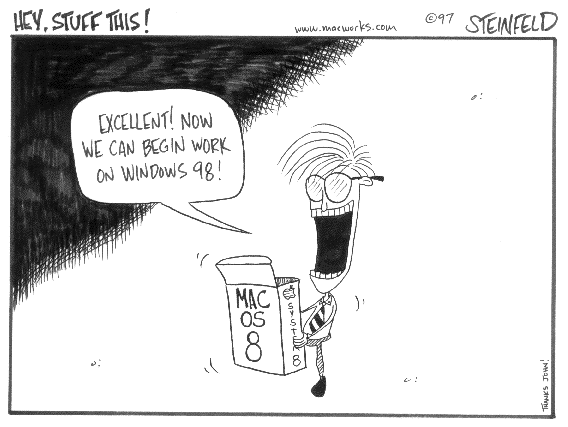 HEY, STUFF THIS!
www.macworks.com
©97 STEINFELD
EXCELLENT! NOW
WE CAN BEGIN WORK
ON WINDOWS 98!
MAC
OS
8
SYSTEM 8
THANKS JOHN!